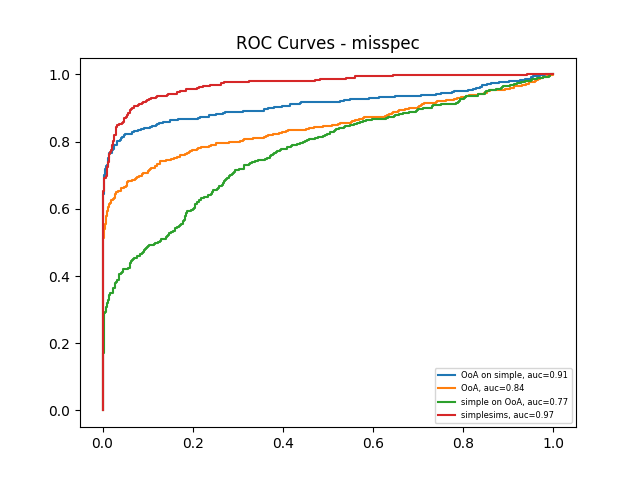 ROC Curves - misspec
1.0
0.8
0.6
0.4
0.2
0.0
0.0 0.2 0.4 0.6 0.8 1.0
OoA on simple, auc=0.91
OoA, auc=0.84
simple on OoA, auc=0.77
simplesims, auc=0.97